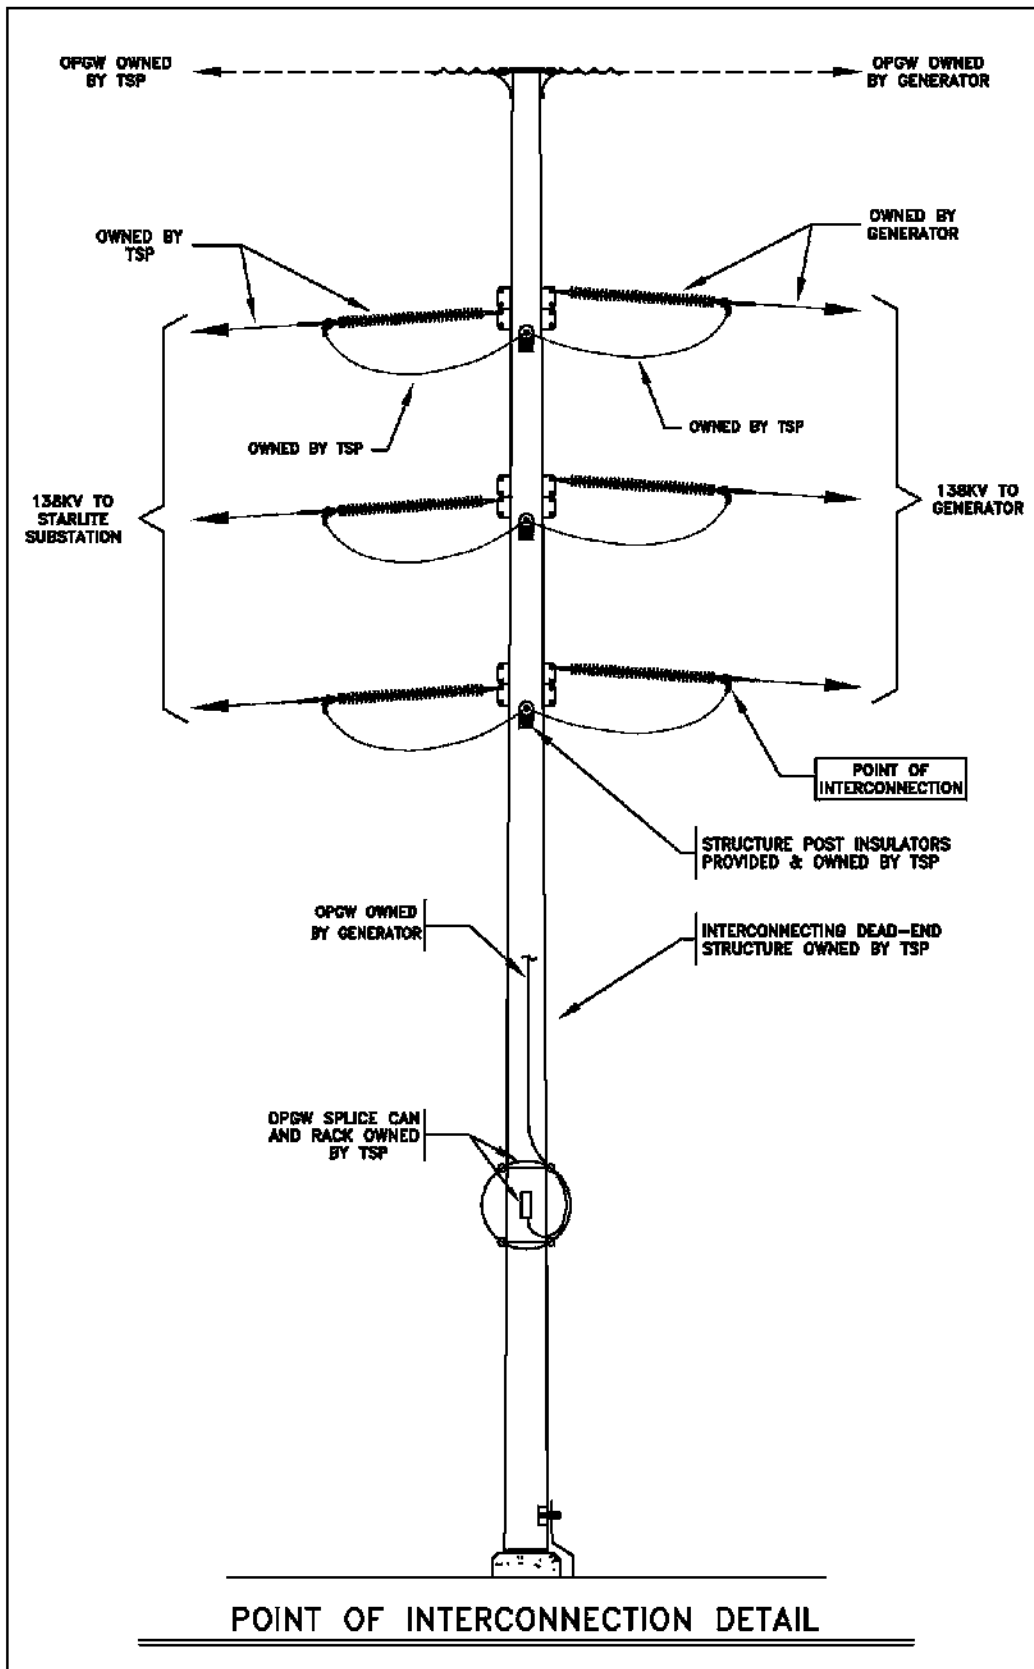 OPGW OWNED
BY TSP
OPGW OWNED
BY GENERATOR
OWNED BY
TSP
OWNED BY
GENERATOR
OWNED BY TSP
OWNED BY TSP
138KV TO
STARLITE
SUBSTATION
138KV TO
GENERATOR
POINT OF
INTERCONNECTION
STRUCTURE POST INSULATORS
PROVIDED & OWNED BY TSP
OPGW OWNED
BY GENERATOR
INTERCONNECTING DEAD-END
STRUCTURE OWNED BY TSP
OPGW SPLICE CAN
AND RACK OWNED
BY TSP
POINT OF INTERCONNECTION DETAIL